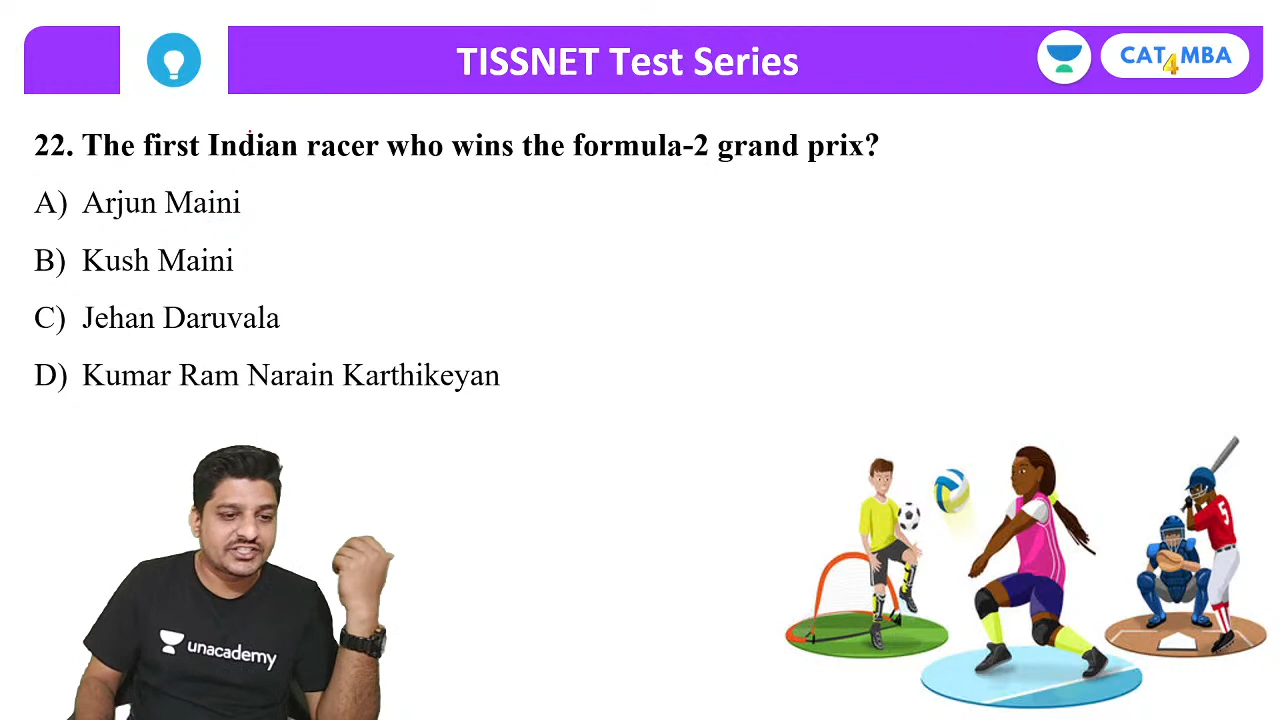 TISSNET Test Series
CAT4MBA
22. The first Indian racer who wins the formula-2 grand prix?
A) Arjun Maini
B) Kush Maini
C) Jehan Daruvala
D) Kumar Ram Narain Karthikeyan
unacademy
5